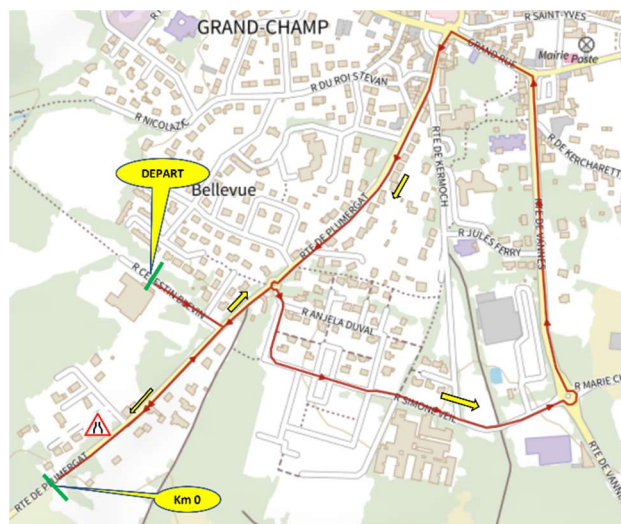 R SAINT-YVES
GRAND-CHAMP
GRAND RUE
Mairie Poste
R DU ROI STEVAN
R NICOLAZIC
RTE DE KERMOCH
R DE KERCHARETTE
DEPART
Bellevue
RTE DE PLUMERGAT
R JULES FERRY
RTE DE VANNES
R CELESTIN BLEVIN
R ANJELA DUVAL
R MARIE CU
R SIMONE VEIL
RTE DE PLUMERGAT
RTE DE VANNE
Km 0